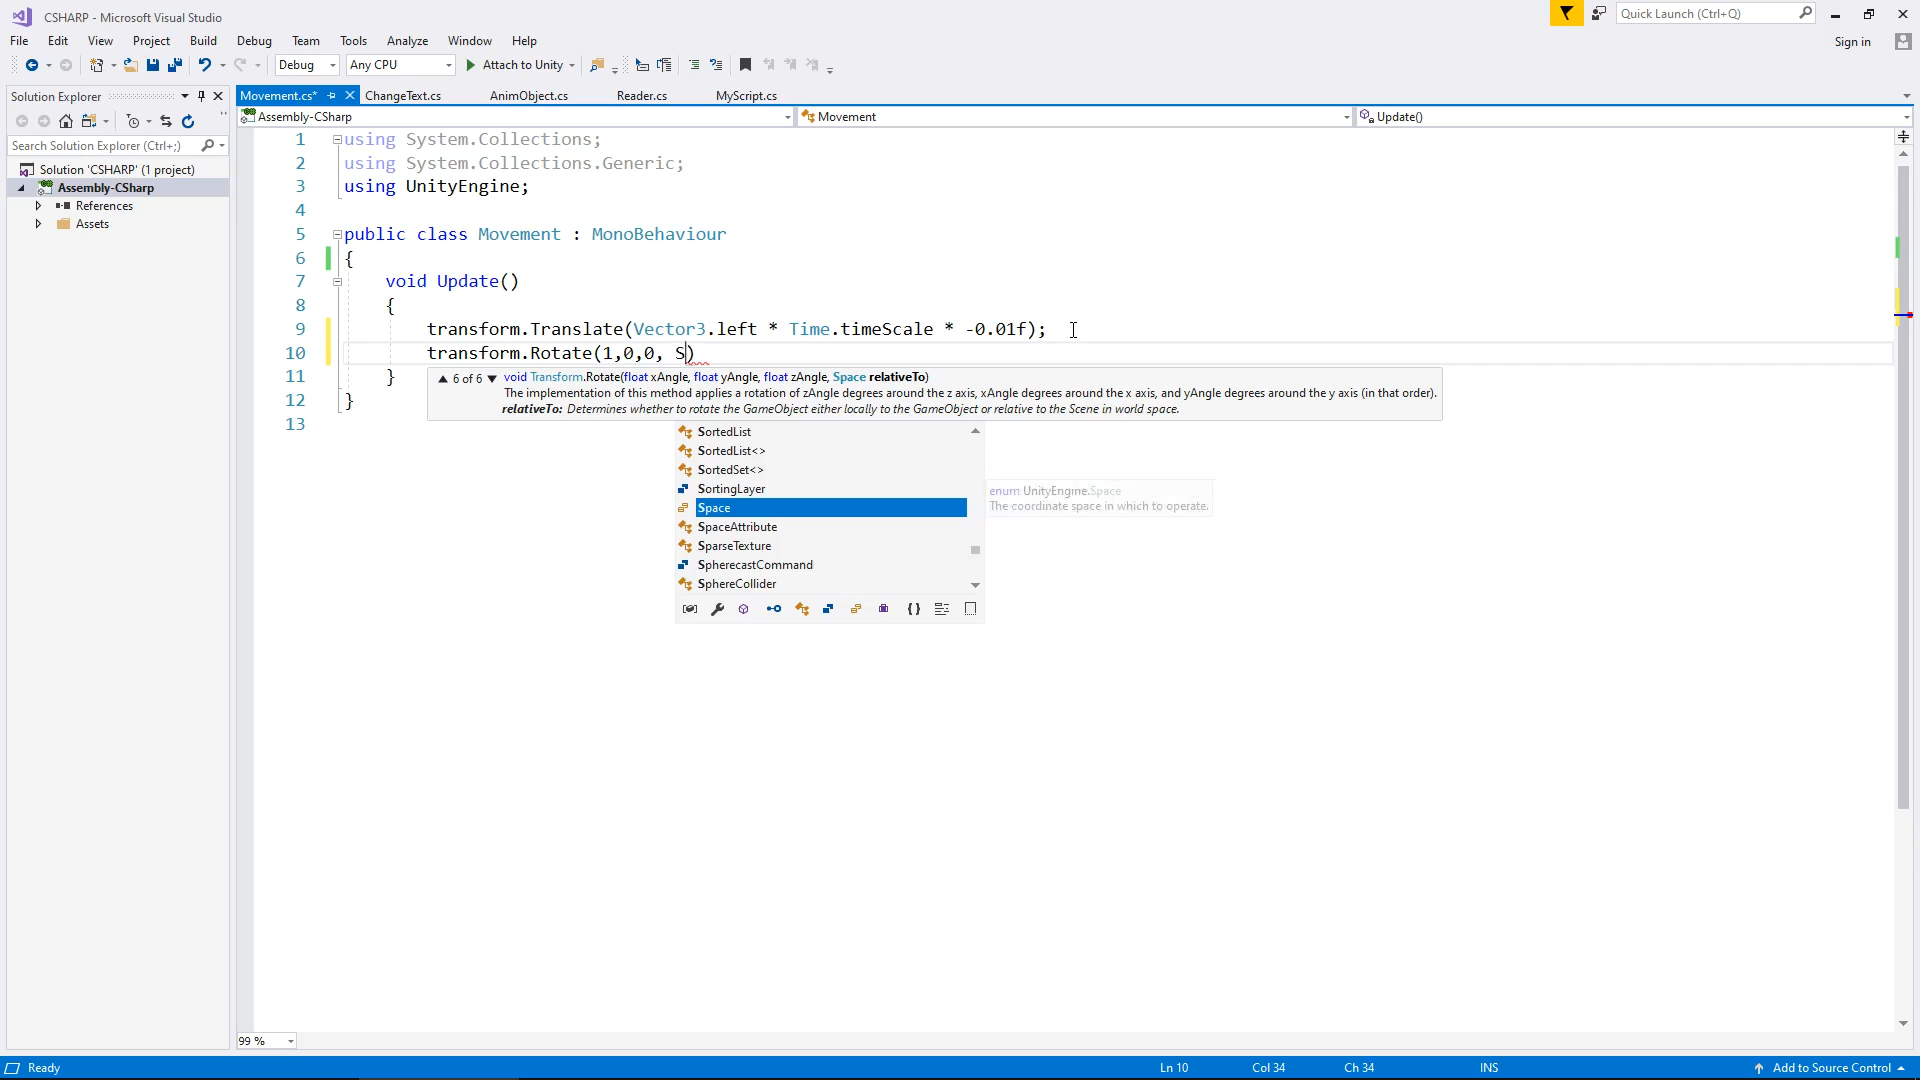 CSHARP - Microsoft Visual Studio
Quick Launch (Ctrl+Q)
File Edit View Project Build Debug Team Tools Analyze Window Help
Sign in
Debug Any CPU Attach to Unity
Solution Explorer
Movement.cs* ChangeText.cs AnimObject.cs Reader.cs MyScript.cs
Assembly-CSharp Movement Update()
Search Solution Explorer (Ctrl+;)
Solution 'CSHARP' (1 project)
Assembly-CSharp
References
Assets
1 using System.Collections;
2 using System.Collections.Generic;
3 using UnityEngine;
4
5 public class Movement : MonoBehaviour
6 {
7 void Update()
8 {
9 transform.Translate(Vector3.left * Time.timeScale * -0.01f);
10 transform.Rotate(1,0,0, S)
11 }
12 }
13
▲ 6 of 6 ▼ void Transform.Rotate(float xAngle, float yAngle, float zAngle, Space relativeTo)
The implementation of this method applies a rotation of zAngle degrees around the z axis, xAngle degrees around the x axis, and yAngle degrees around the y axis (in that order).
relativeTo: Determines whether to rotate the GameObject either locally to the GameObject or relative to the Scene in world space.
SortedList
SortedList<>
SortedSet<>
SortingLayer
Space
SpaceAttribute
SparseTexture
SpherecastCommand
SphereCollider
enum UnityEngine.Space
The coordinate space in which to operate.
99 %
Ready Ln 10 Col 34 Ch 34 INS Add to Source Control